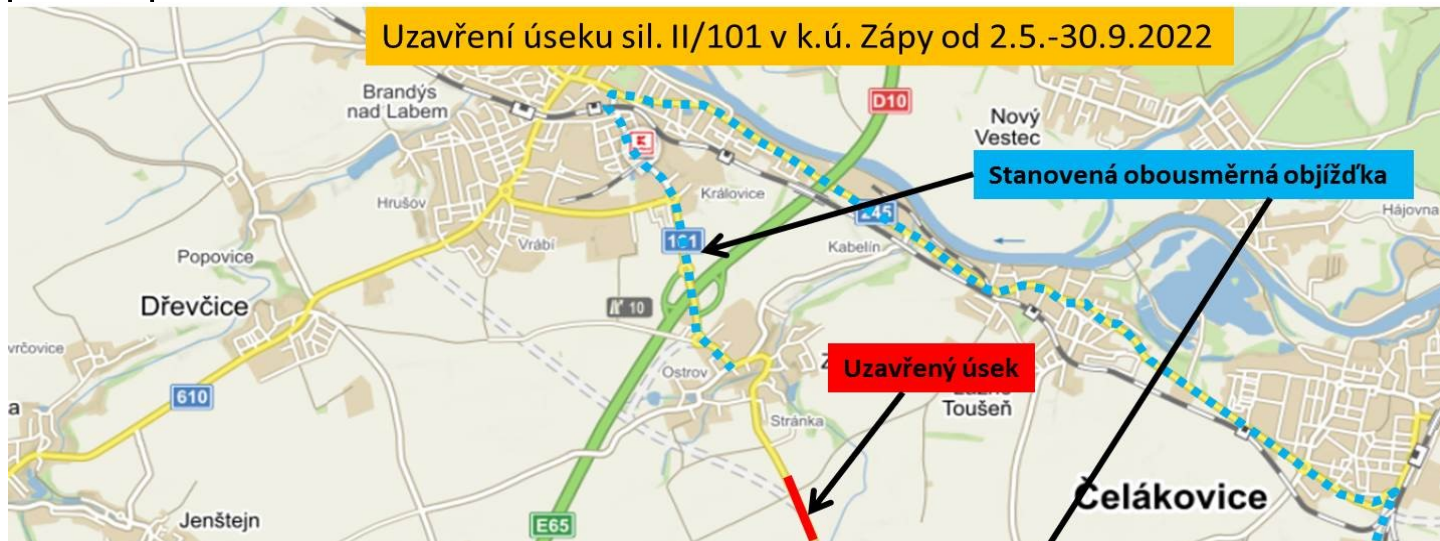 Uzavření úseku sil. II/101 v k.ú. Zápy od 2.5.-30.9.2022
Brandýs
nad Labem
D10
Nový
Vestec
Stanovená obousměrná objížďka
Královice
Hrušov
245
Hájovna
101
Vrábí
Kabelín
Popovice
Dřevčice
10
Uzavřený úsek
Ostrov
610
Toušeň
Stránka
Čelákovice
Jenštejn
E65